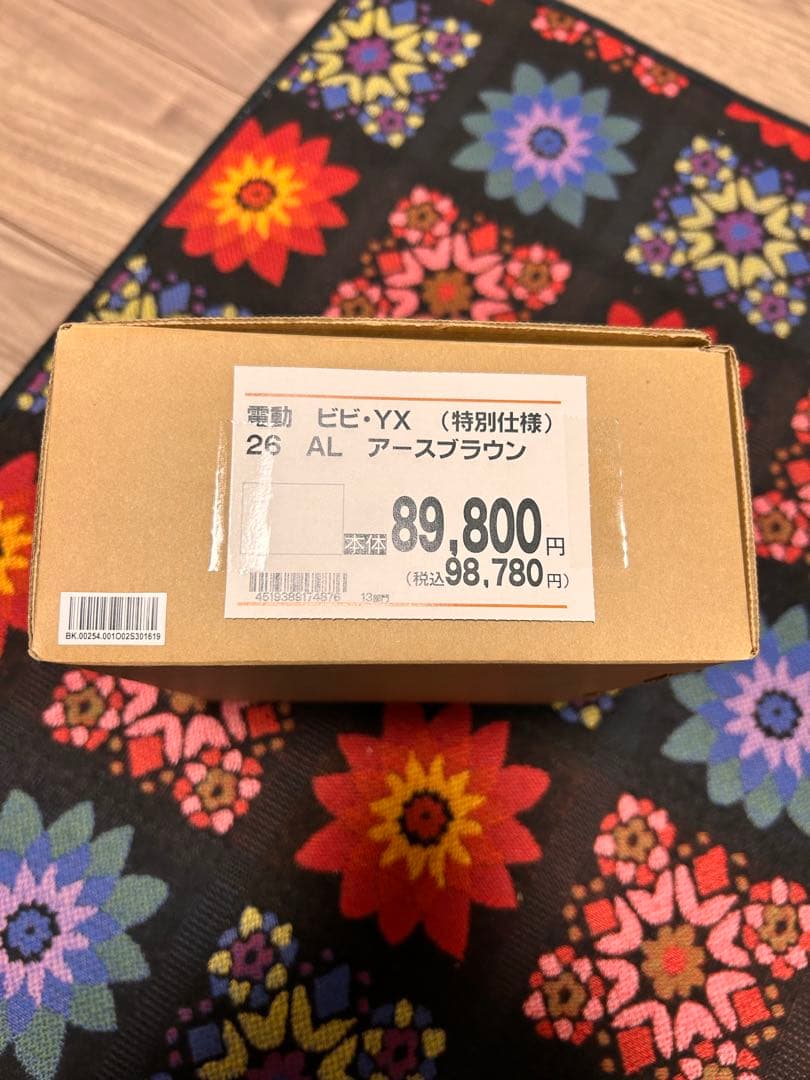 電動 ビビ・YX (特別仕様)
26 AL アースブラウン
本体 89,800円
(税込98,780円)
4519389174876 13部門
BK.00254.001O02S301619